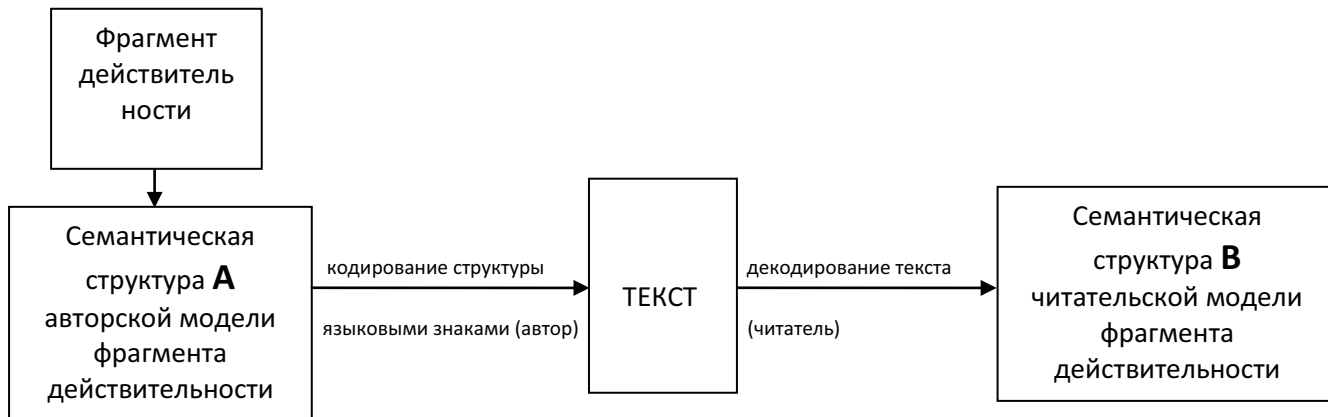 Фрагмент
действитель
ности
Семантическая
структура А
авторской модели
фрагмента
действительности
кодирование структуры
языковыми знаками (автор)
ТЕКСТ
декодирование текста
(читатель)
Семантическая
структура В
читательской модели
фрагмента
действительности